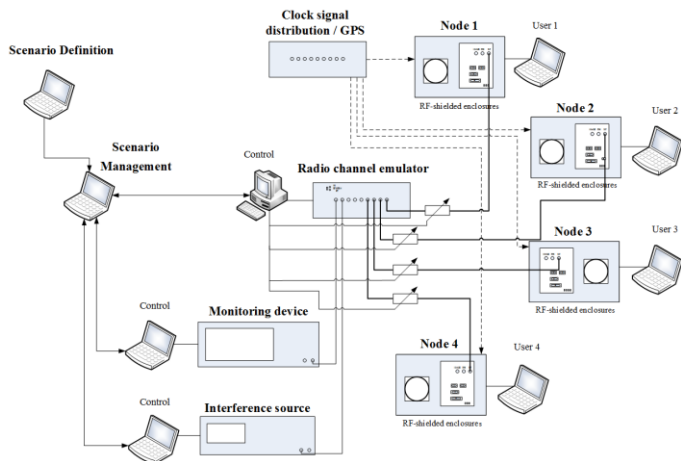 Clock signal
distribution / GPS
Node 1
User 1
RF-shielded enclosures
Scenario Definition
Node 2
User 2
RF-shielded enclosures
Scenario
Management
Control
Radio channel emulator
Node 3
User 3
RF-shielded enclosures
Control
Monitoring device
Node 4
User 4
RF-shielded enclosures
Control
Interference source